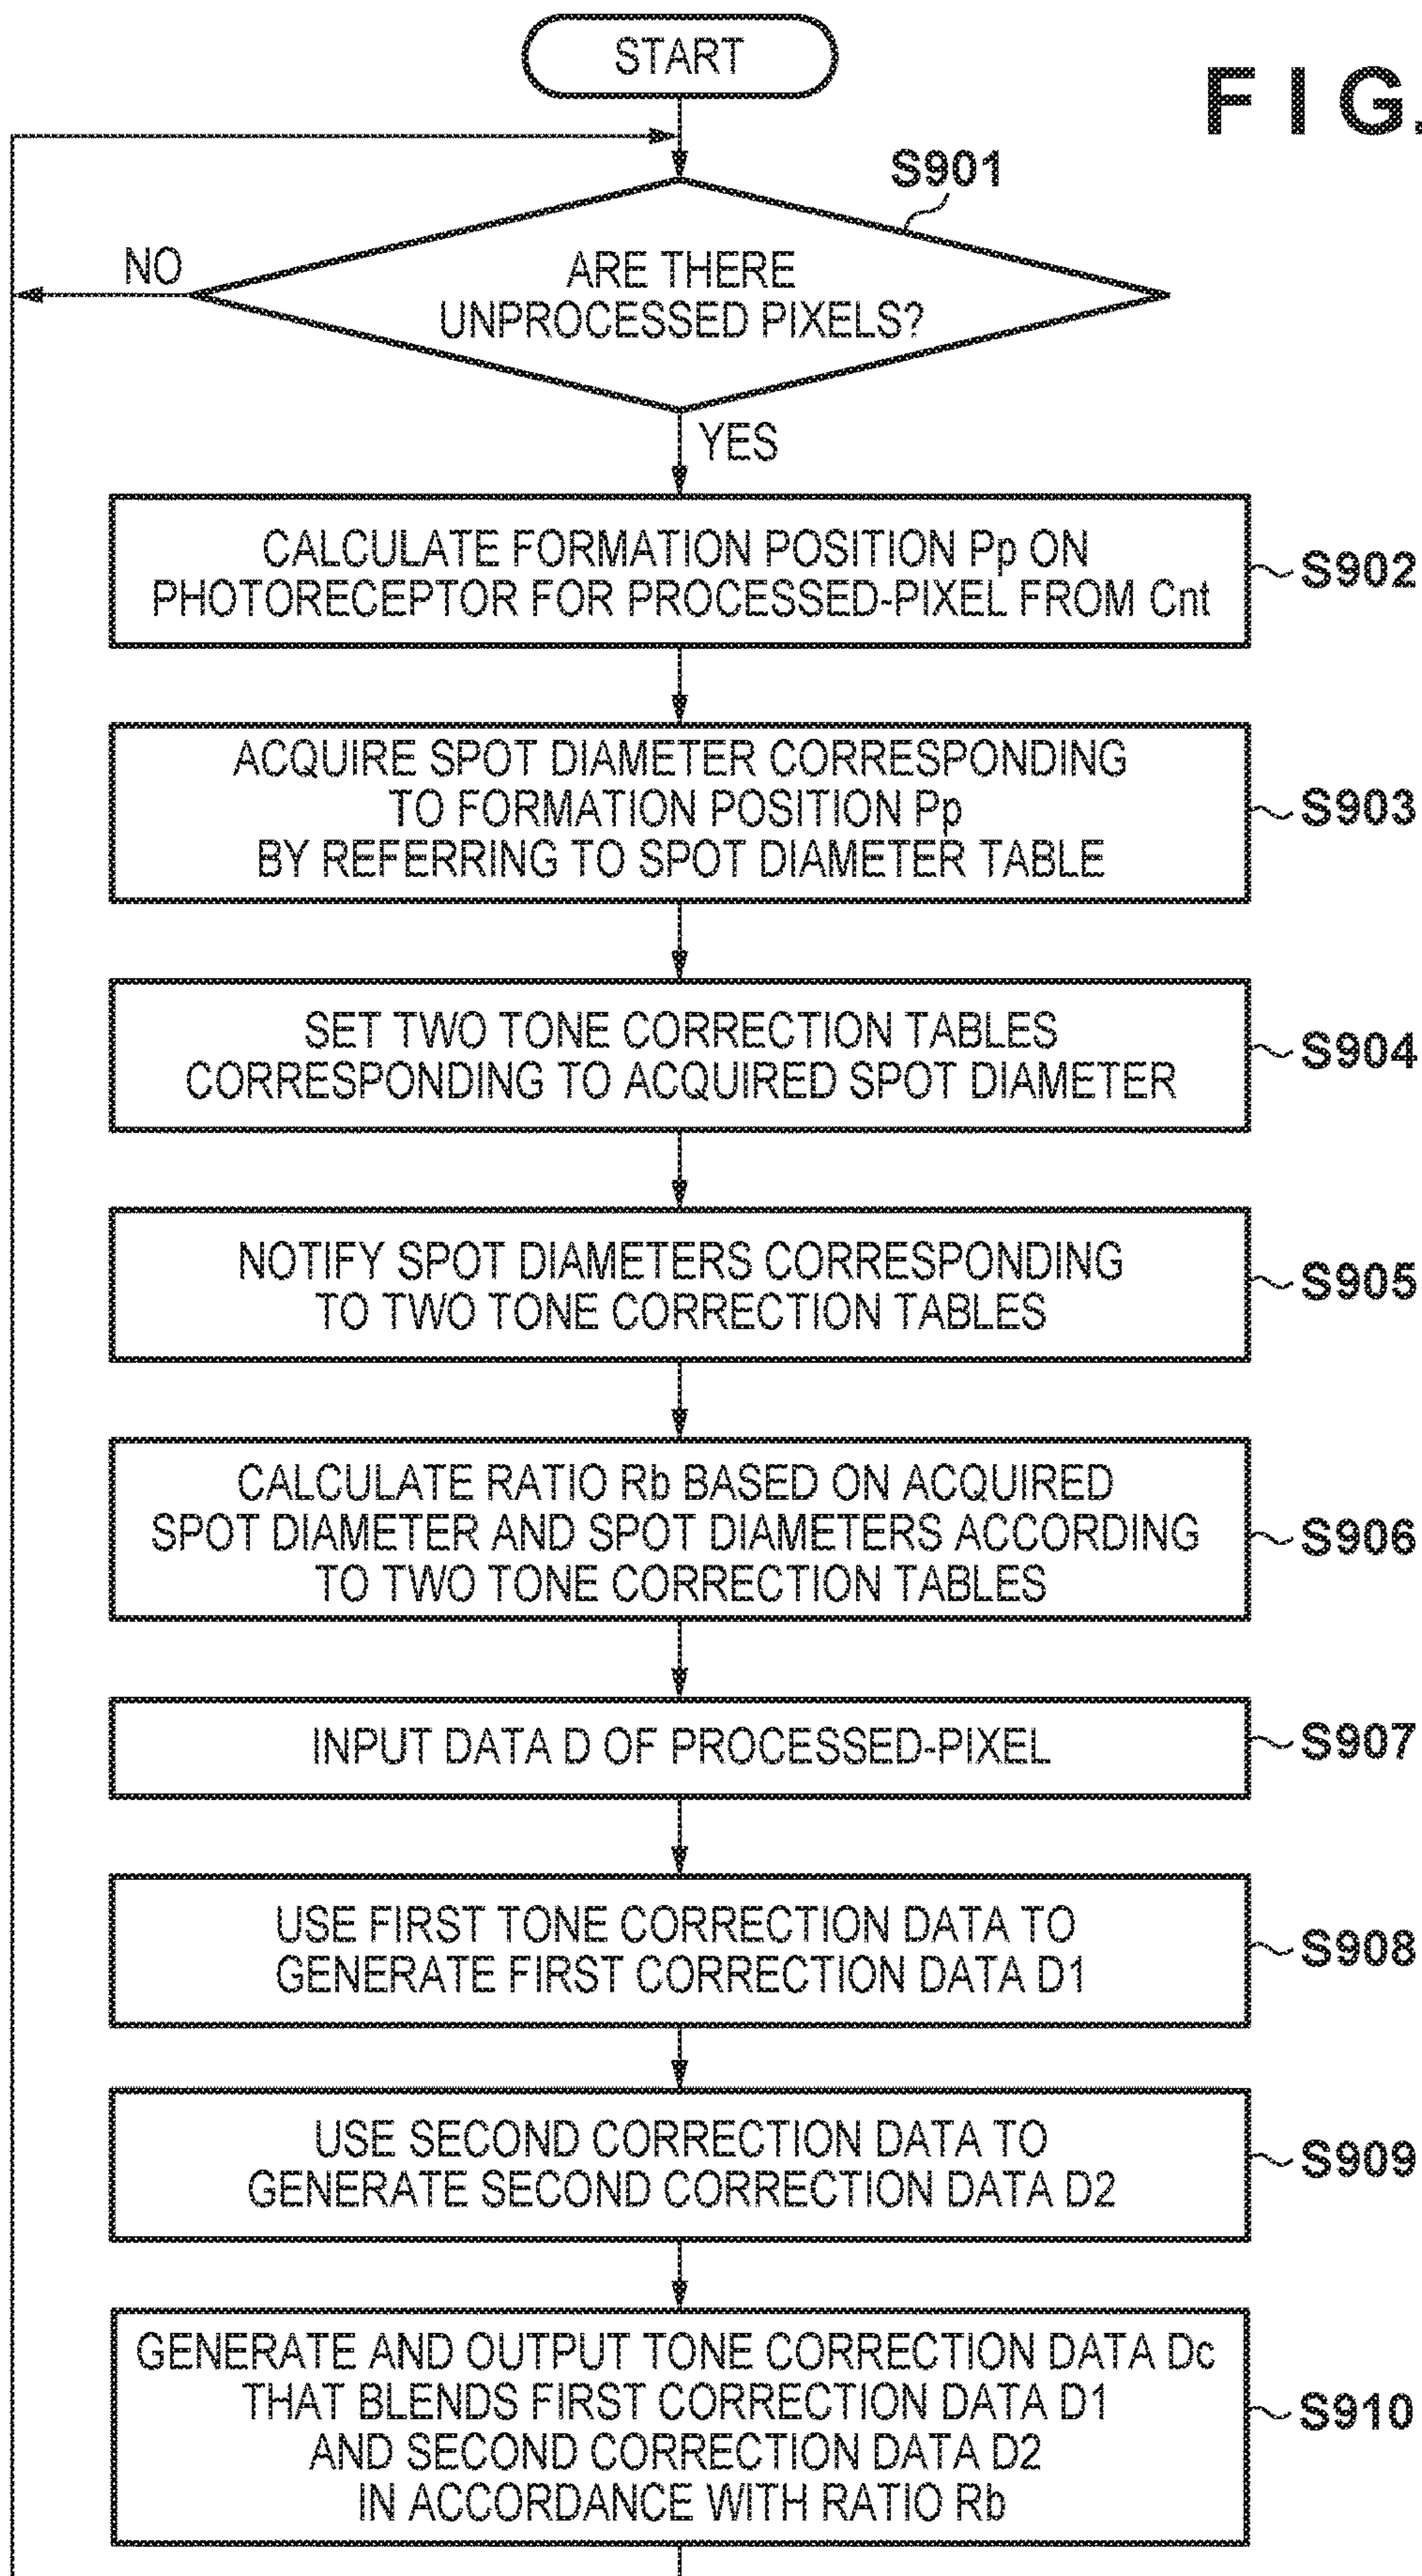 START
F I G.
S901
NO
ARE THERE
UNPROCESSED PIXELS?
YES
CALCULATE FORMATION POSITION Pp ON
PHOTORECEPTOR FOR PROCESSED-PIXEL FROM Cnt
S902
ACQUIRE SPOT DIAMETER CORRESPONDING
TO FORMATION POSITION Pp
BY REFERRING TO SPOT DIAMETER TABLE
S903
SET TWO TONE CORRECTION TABLES
CORRESPONDING TO ACQUIRED SPOT DIAMETER
S904
NOTIFY SPOT DIAMETERS CORRESPONDING
TO TWO TONE CORRECTION TABLES
S905
CALCULATE RATIO Rb BASED ON ACQUIRED
SPOT DIAMETER AND SPOT DIAMETERS ACCORDING
TO TWO TONE CORRECTION TABLES
S906
INPUT DATA D OF PROCESSED-PIXEL
S907
USE FIRST TONE CORRECTION DATA TO
GENERATE FIRST CORRECTION DATA D1
S908
USE SECOND CORRECTION DATA TO
GENERATE SECOND CORRECTION DATA D2
S909
GENERATE AND OUTPUT TONE CORRECTION DATA Dc
THAT BLENDS FIRST CORRECTION DATA D1
AND SECOND CORRECTION DATA D2
IN ACCORDANCE WITH RATIO Rb
S910